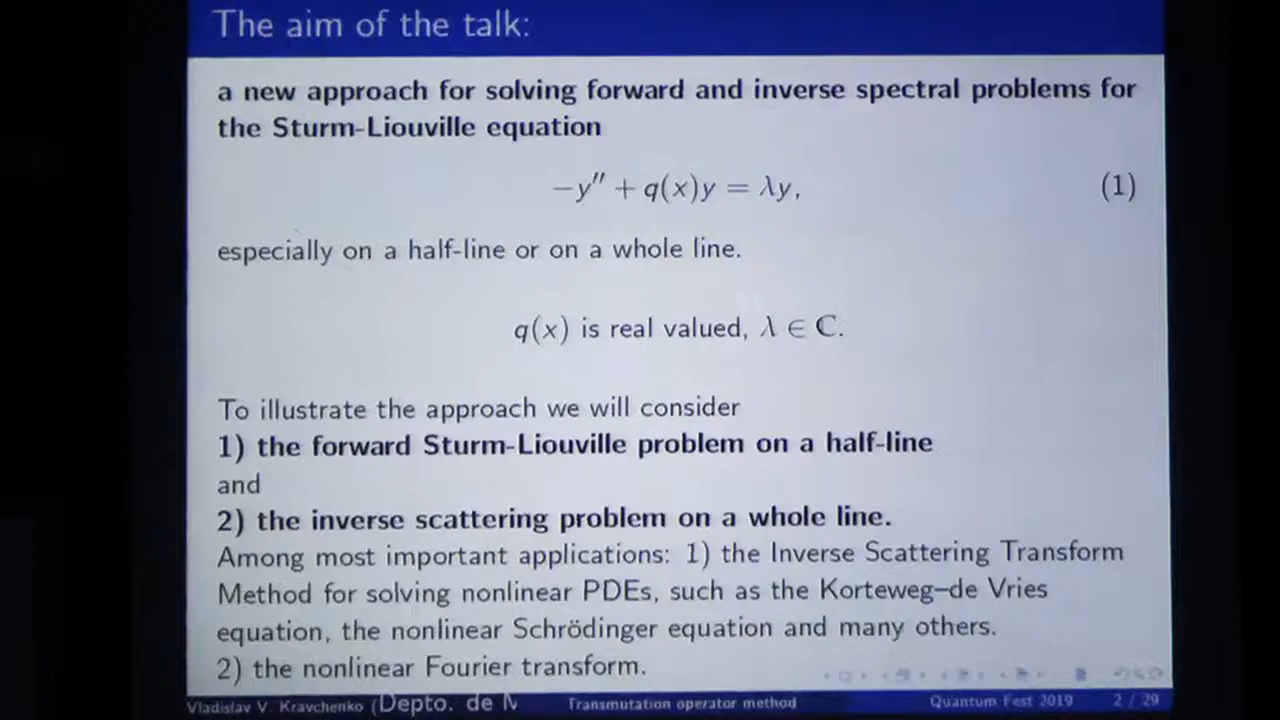 The aim of the talk:
a new approach for solving forward and inverse spectral problems for
the Sturm-Liouville equation
−y″ + q(x)y = λy, (1)
especially on a half-line or on a whole line.
q(x) is real valued, λ ∈ ℂ.
To illustrate the approach we will consider
1) the forward Sturm-Liouville problem on a half-line
and
2) the inverse scattering problem on a whole line.
Among most important applications: 1) the Inverse Scattering Transform
Method for solving nonlinear PDEs, such as the Korteweg–de Vries
equation, the nonlinear Schrödinger equation and many others.
2) the nonlinear Fourier transform.
Vladislav V. Kravchenko (Depto. de M Transmutation operator method Quantum Fest 2019 2 / 29